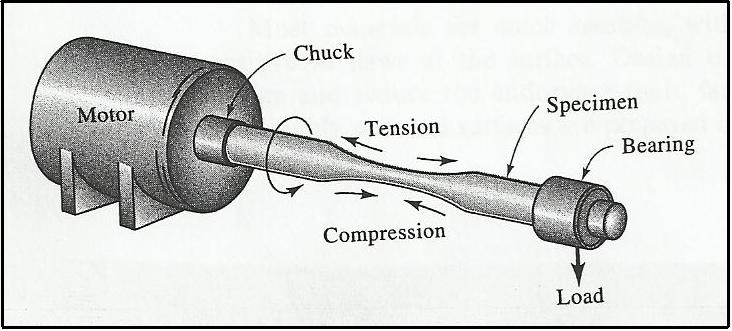 Chuck
Motor
Tension
Specimen
Bearing
Compression
Load